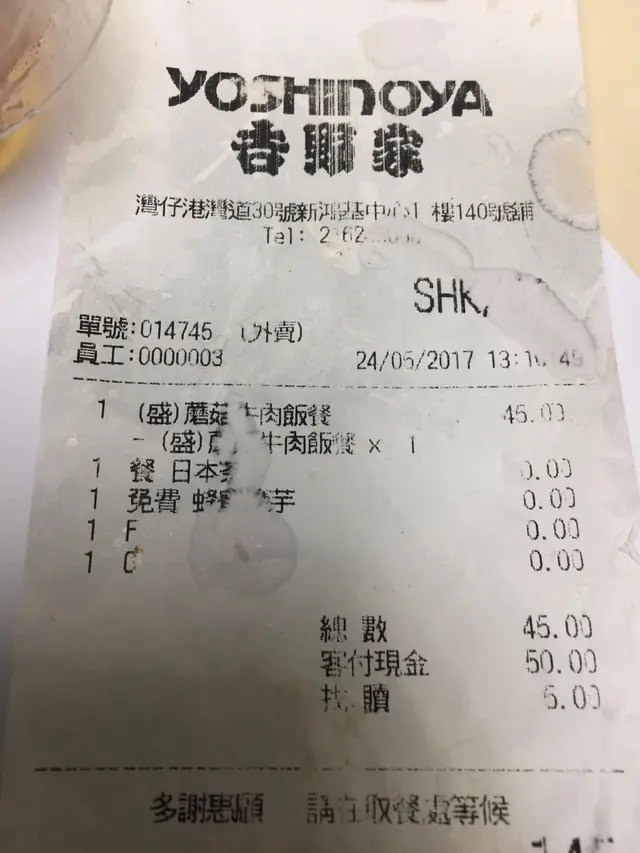 YOSHINOYA
吉野家
灣仔港灣道30號新鴻基中心1樓140號舖
Tel:
SHK,
單號:014745 (外賣)
員工:0000003 24/05/2017
1 (盛)蘑菇牛肉飯餐 45.00
- (盛) 牛肉飯餐 x 1
1 餐 日本 0.00
1 免費 芋 0.00
1 F 0.00
1 0.00
總數 45.00
客付現金 50.00
找贖 5.00
多謝惠顧 請在取餐處等候